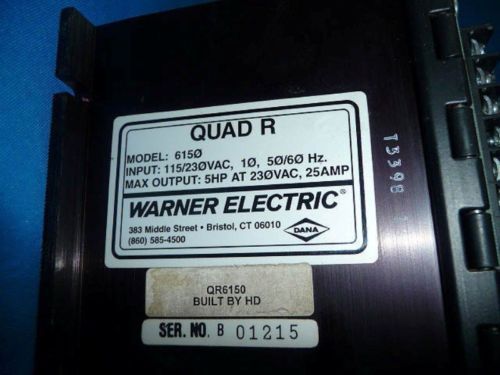 QUAD R
MODEL: 615Ø
INPUT: 115/23ØVAC, 1Ø, 5Ø/6Ø Hz.
MAX OUTPUT: 5HP AT 23ØVAC, 25AMP
WARNER ELECTRIC®
383 Middle Street • Bristol, CT 06010
(860) 585-4500
DANA
QR6150
BUILT BY HD
SER. NO. B 01215
T3398